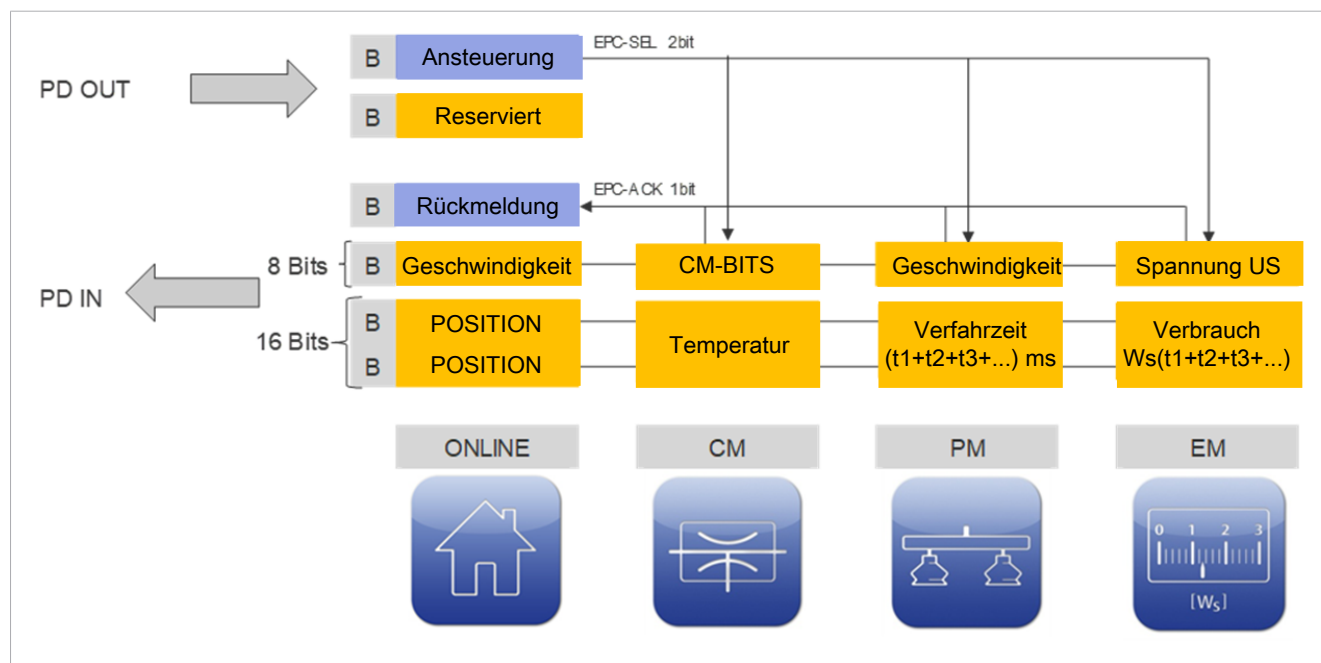 EPC-SEL 2bit
B Ansteuerung
PD OUT
B Reserviert
EPC-ACK 1bit
B Rückmeldung
8 Bits B Geschwindigkeit CM-BITS Geschwindigkeit Spannung US
PD IN
16 Bits
B POSITION
B POSITION
Temperatur
Verfahrzeit
(t1+t2+t3+...) ms
Verbrauch
Ws(t1+t2+t3+...)
ONLINE CM PM EM
0 1 2 3
[Ws]